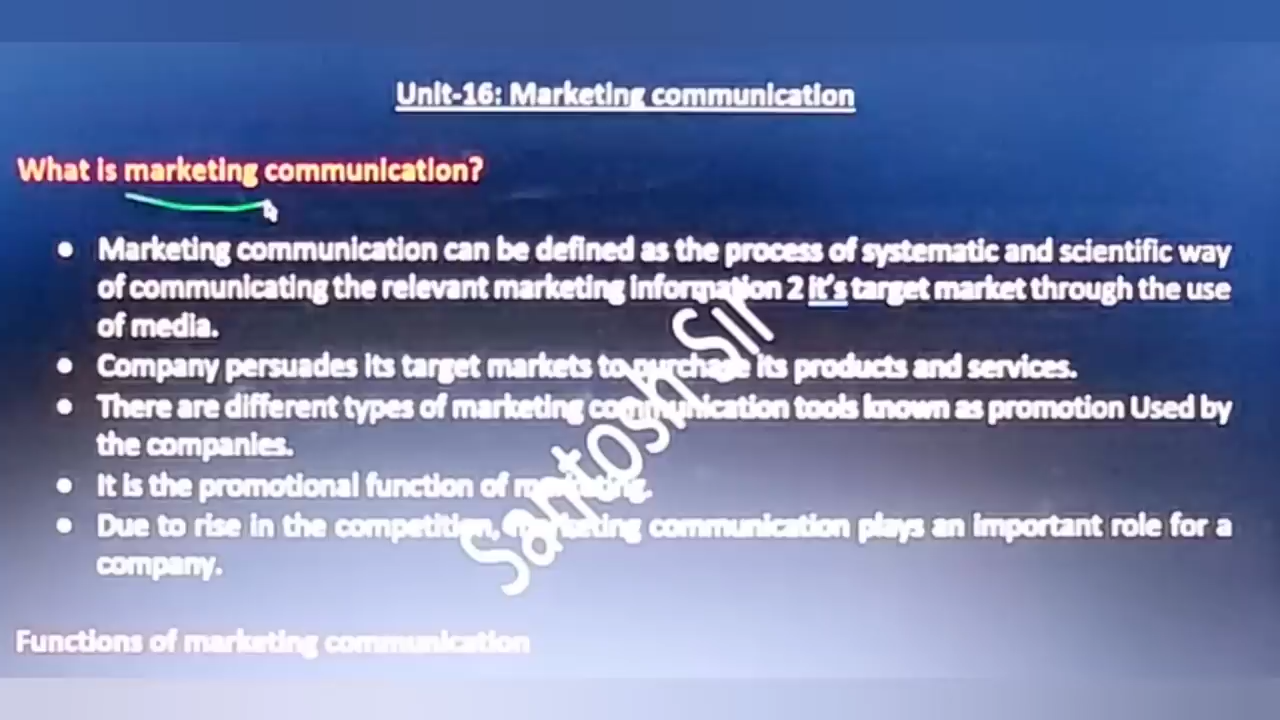 Unit-16: Marketing communication
What is marketing communication?
• Marketing communication can be defined as the process of systematic and scientific way
of communicating the relevant marketing information 2 it's target market through the use
of media.
• Company persuades its target markets to purchase its products and services.
• There are different types of marketing communication tools known as promotion Used by
the companies.
• It is the promotional function of marketing.
• Due to rise in the competition, marketing communication plays an important role for a
company.
Santosh Sir
Functions of marketing communication